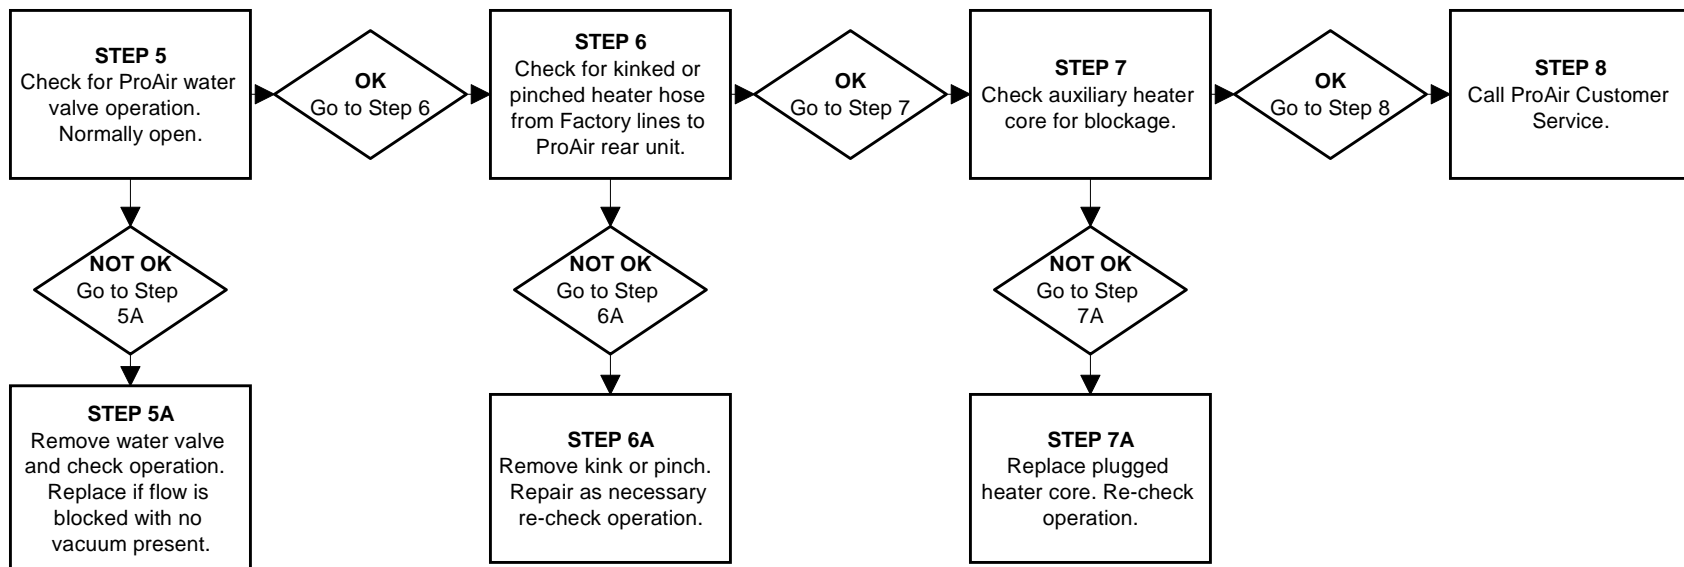 STEP 5
Check for ProAir water
valve operation.
Normally open.
OK
Go to Step 6
STEP 6
Check for kinked or
pinched heater hose
from Factory lines to
ProAir rear unit.
OK
Go to Step 7
STEP 7
Check auxiliary heater
core for blockage.
OK
Go to Step 8
STEP 8
Call ProAir Customer
Service.
NOT OK
Go to Step
5A
NOT OK
Go to Step
6A
NOT OK
Go to Step
7A
STEP 5A
Remove water valve
and check operation.
Replace if flow is
blocked with no
vacuum present.
STEP 6A
Remove kink or pinch.
Repair as necessary
re-check operation.
STEP 7A
Replace plugged
heater core. Re-check
operation.